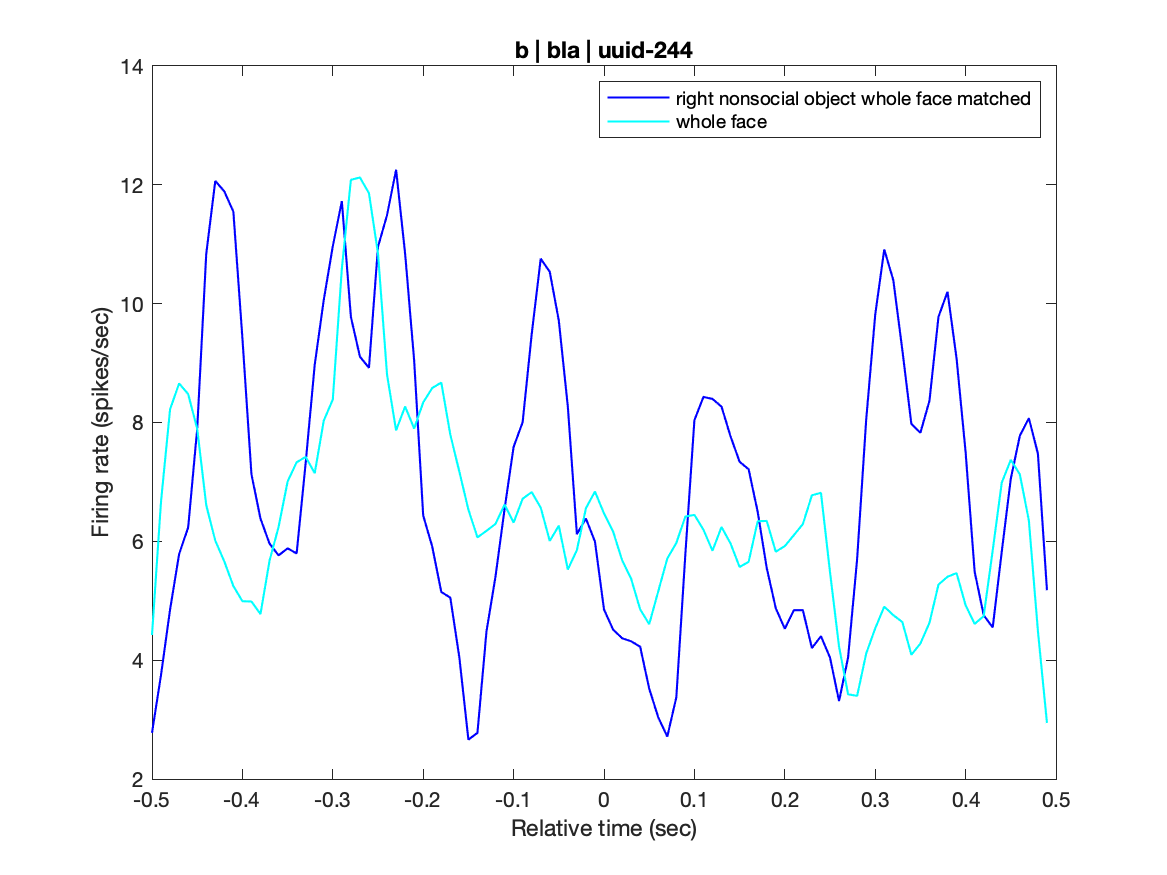 b | bla | uuid-244
14
right nonsocial object whole face matched
whole face
12
10
8
6
4
2
Firing rate (spikes/sec)
-0.5 -0.4 -0.3 -0.2 -0.1 0 0.1 0.2 0.3 0.4 0.5
Relative time (sec)